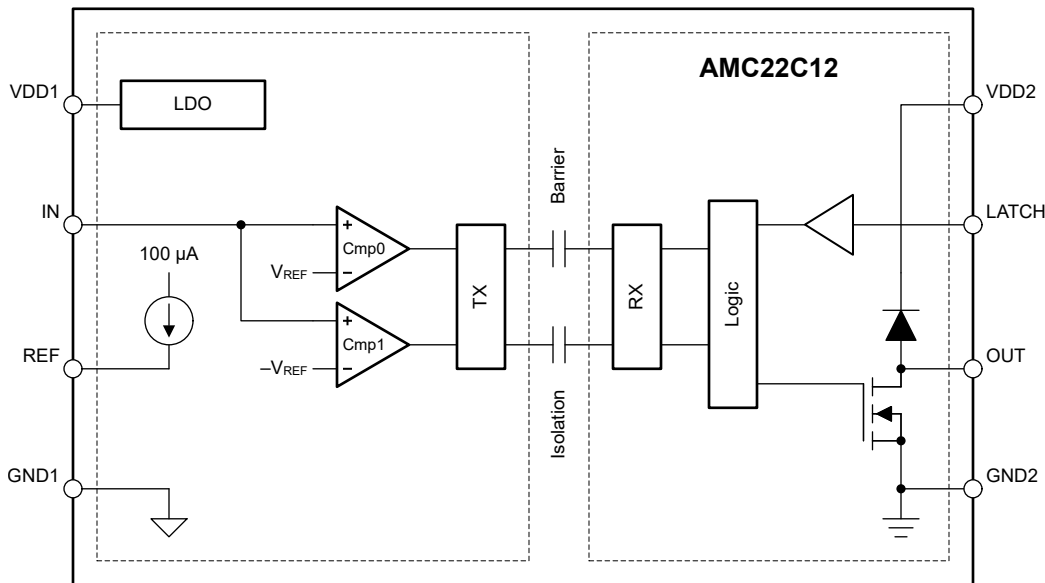 AMC22C12
VDD1
LDO
VDD2
IN
LATCH
100 µA
+
Cmp0
VREF
−
TX
Barrier
RX
Logic
+
Cmp1
−VREF
−
REF
OUT
Isolation
GND1
GND2